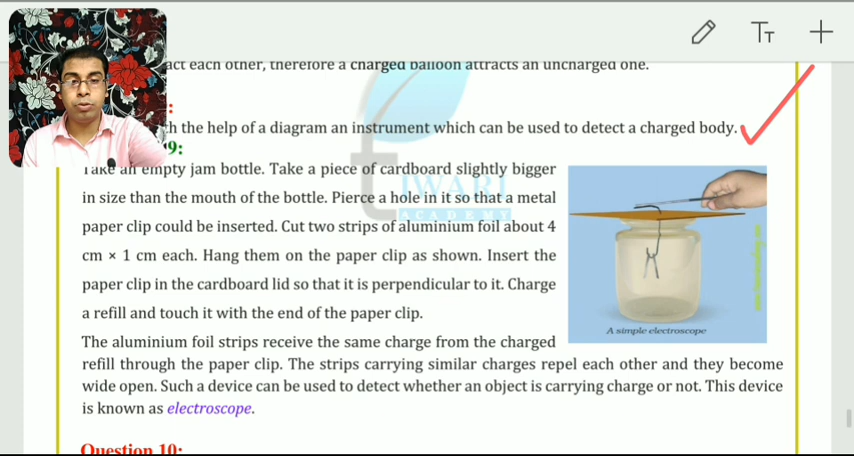 act each other, therefore a charged balloon attracts an uncharged one.
:
h the help of a diagram an instrument which can be used to detect a charged body.
9:
Take an empty jam bottle. Take a piece of cardboard slightly bigger
in size than the mouth of the bottle. Pierce a hole in it so that a metal
paper clip could be inserted. Cut two strips of aluminium foil about 4
cm × 1 cm each. Hang them on the paper clip as shown. Insert the
paper clip in the cardboard lid so that it is perpendicular to it. Charge
a refill and touch it with the end of the paper clip.
The aluminium foil strips receive the same charge from the charged
refill through the paper clip. The strips carrying similar charges repel each other and they become
wide open. Such a device can be used to detect whether an object is carrying charge or not. This device
is known as electroscope.
A simple electroscope
Question 10:
TIWARI
ACADEMY
TT